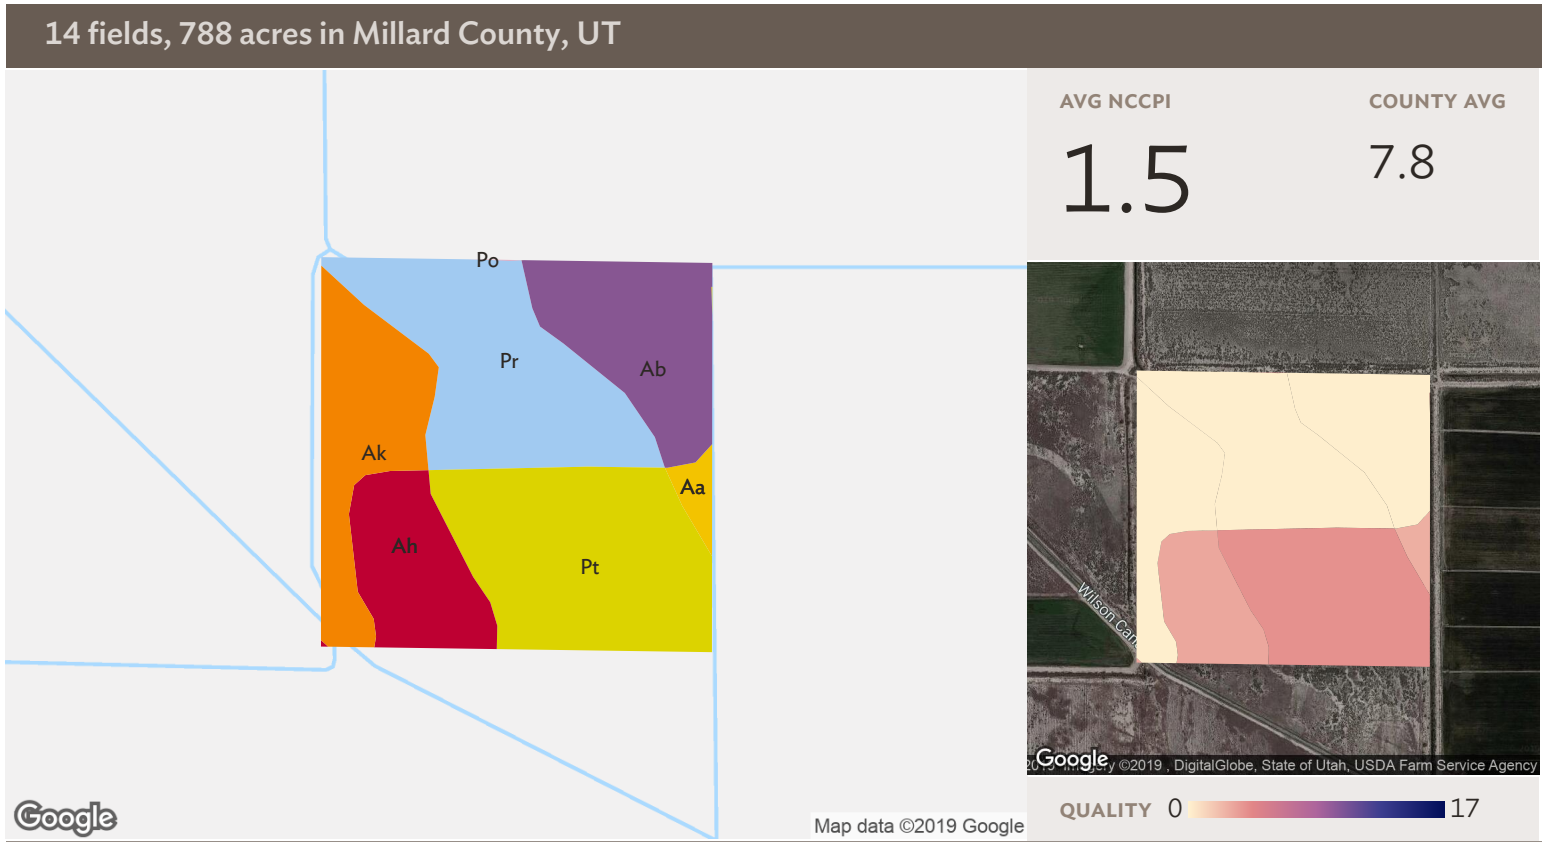 14 fields, 788 acres in Millard County, UT
AVG NCCPI
COUNTY AVG
1.5
7.8
Po
Pr
Ab
Ak
Aa
Ah
Pt
Wilson Can
Google
Imagery ©2019 , DigitalGlobe, State of Utah, USDA Farm Service Agency
Google
Map data ©2019 Google
QUALITY 0 17